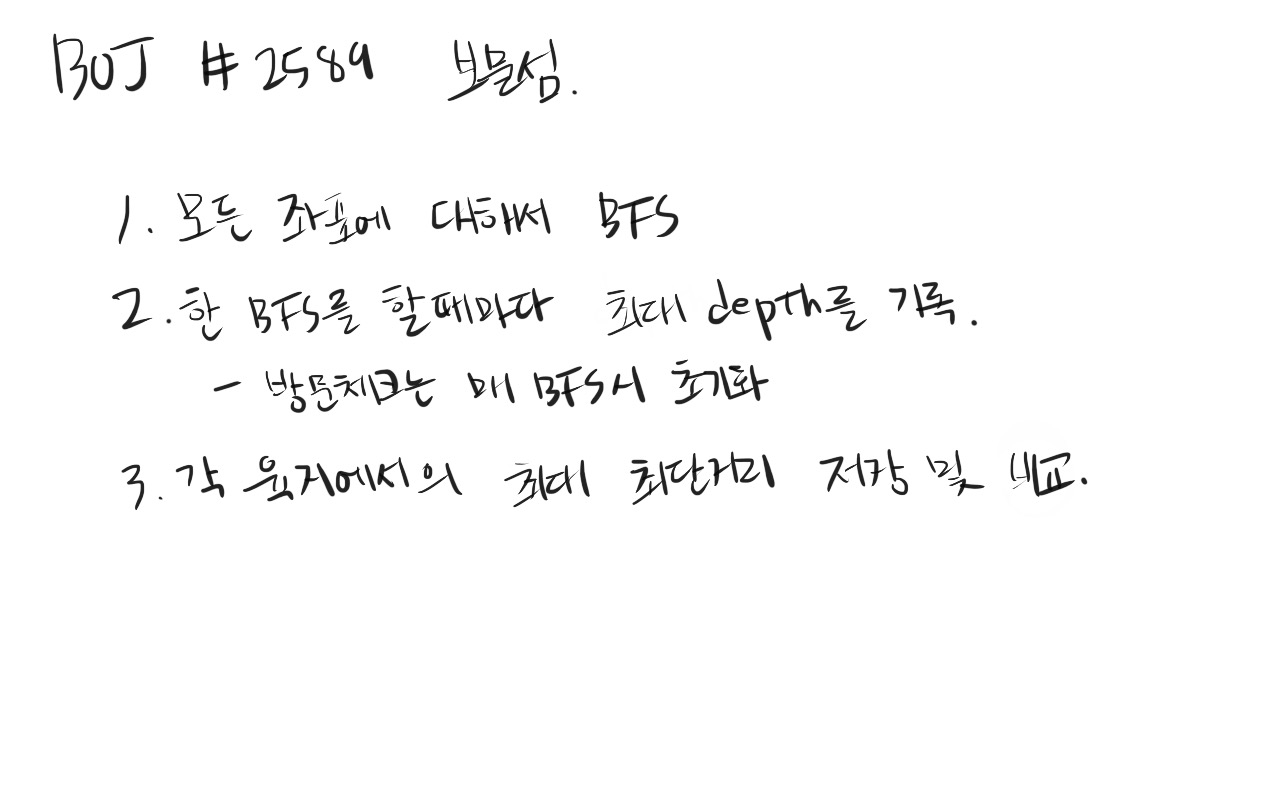 BOJ # 2589 보물섬.
1. 모든 좌표에 대해서 BFS
2. 한 BFS를 할때마다 최대 depth를 기록.
- 방문체크는 매 BFS시 초기화
3. 각 육지에서의 최대 최단거리 저장 및 비교.